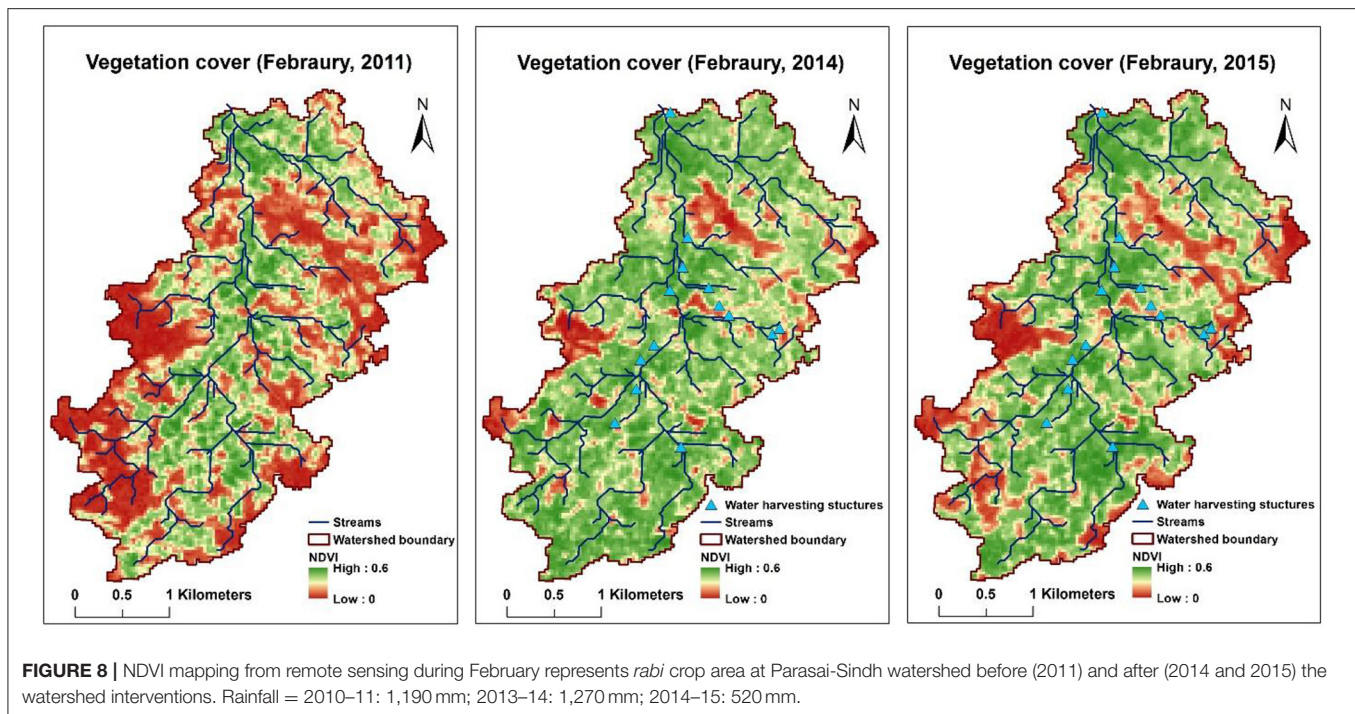 Vegetation cover (Febraury, 2011)
N
Streams
Watershed boundary
NDVI
High : 0.6
Low : 0
0 0.5 1 Kilometers
Vegetation cover (Febraury, 2014)
N
Water harvesting stuctures
Streams
Watershed boundary
NDVI
High : 0.6
Low : 0
0 0.5 1 Kilometers
Vegetation cover (Febraury, 2015)
N
Water harvesting stuctures
Streams
Watershed boundary
NDVI
High : 0.6
Low : 0
0 0.5 1 Kilometers
FIGURE 8 | NDVI mapping from remote sensing during February represents rabi crop area at Parasai-Sindh watershed before (2011) and after (2014 and 2015) the
watershed interventions. Rainfall = 2010–11: 1,190 mm; 2013–14: 1,270 mm; 2014–15: 520 mm.